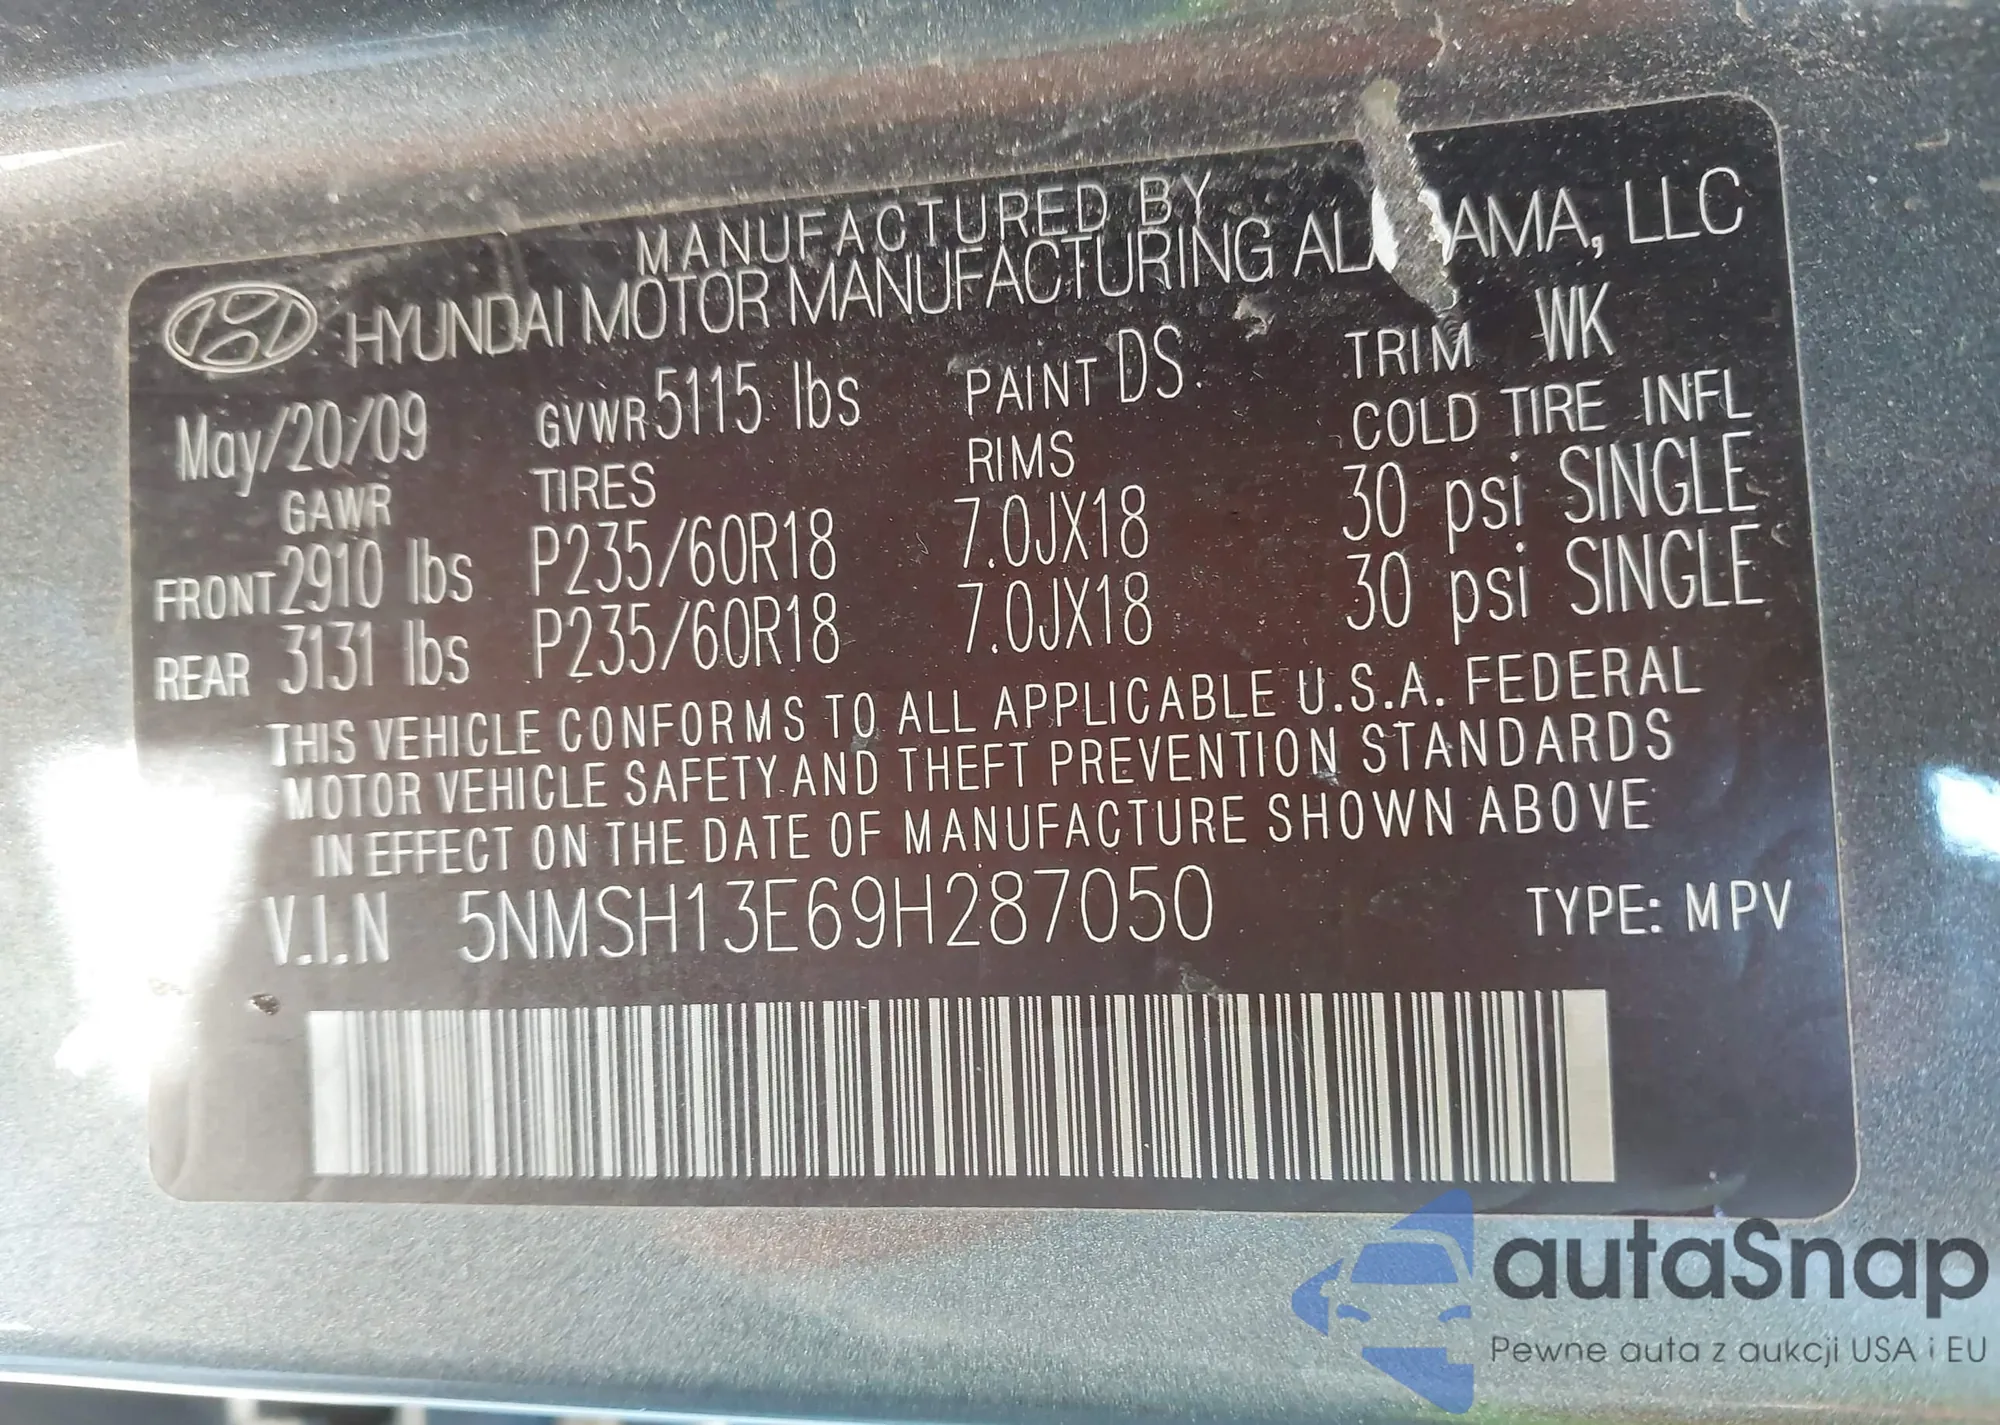 MANUFACTURED BY
HYUNDAI MOTOR MANUFACTURING AL AMA, LLC
May/20/09 GVWR 5115 lbs PAINT DS TRIM WK
GAWR TIRES RIMS COLD TIRE INFL
FRONT 2910 lbs P235/60R18 7.0JX18 30 psi SINGLE
REAR 3131 lbs P235/60R18 7.0JX18 30 psi SINGLE
THIS VEHICLE CONFORMS TO ALL APPLICABLE U.S.A. FEDERAL
MOTOR VEHICLE SAFETY AND THEFT PREVENTION STANDARDS
IN EFFECT ON THE DATE OF MANUFACTURE SHOWN ABOVE
V.I.N 5NMSH13E69H287050 TYPE: MPV
autaSnap
Pewne auta z aukcji USA i EU